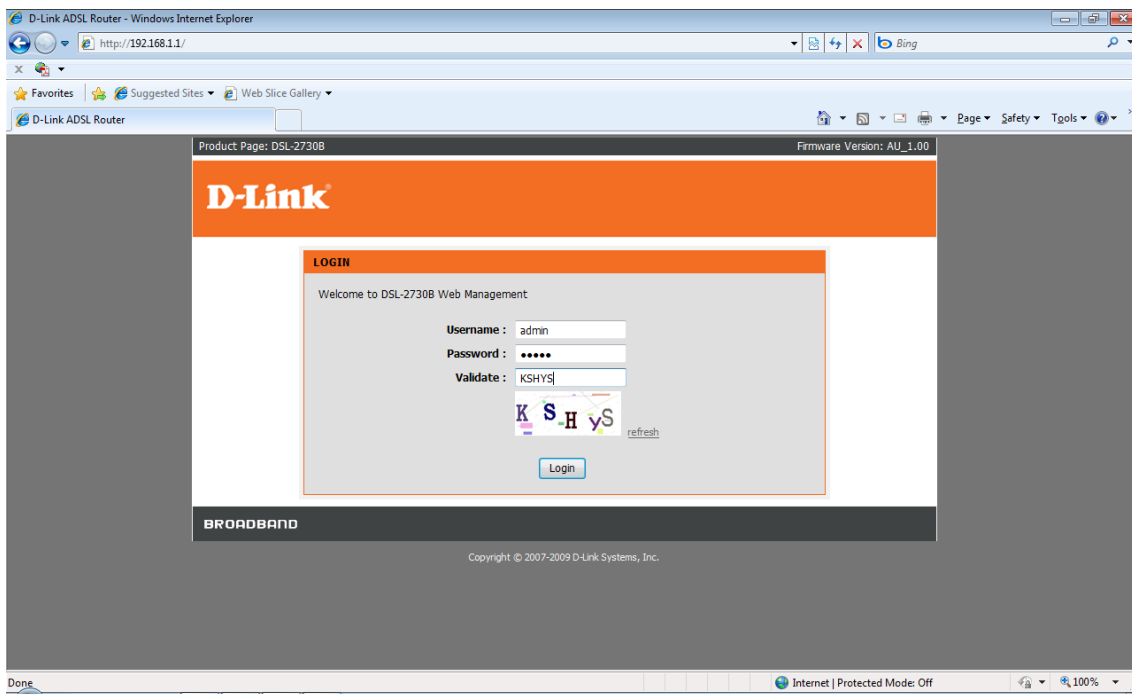 D-Link ADSL Router - Windows Internet Explorer
http://192.168.1.1/
Bing
x
Favorites Suggested Sites Web Slice Gallery
D-Link ADSL Router
Page Safety Tools
Product Page: DSL-2730B Firmware Version: AU_1.00
D-Link
LOGIN
Welcome to DSL-2730B Web Management
Username : admin
Password : •••••
Validate : KSHYS
K S H y S
refresh
Login
BROADBAND
Copyright © 2007-2009 D-Link Systems, Inc.
Done Internet | Protected Mode: Off 100%